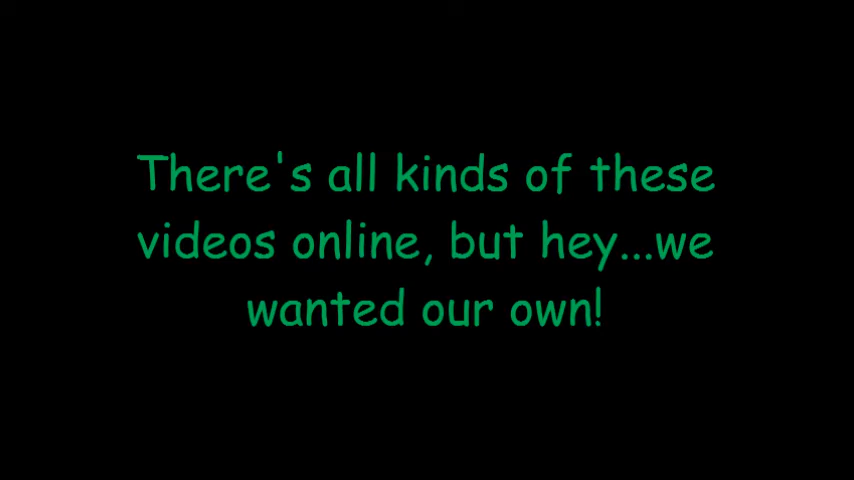 There's all kinds of these
videos online, but hey...we
wanted our own!